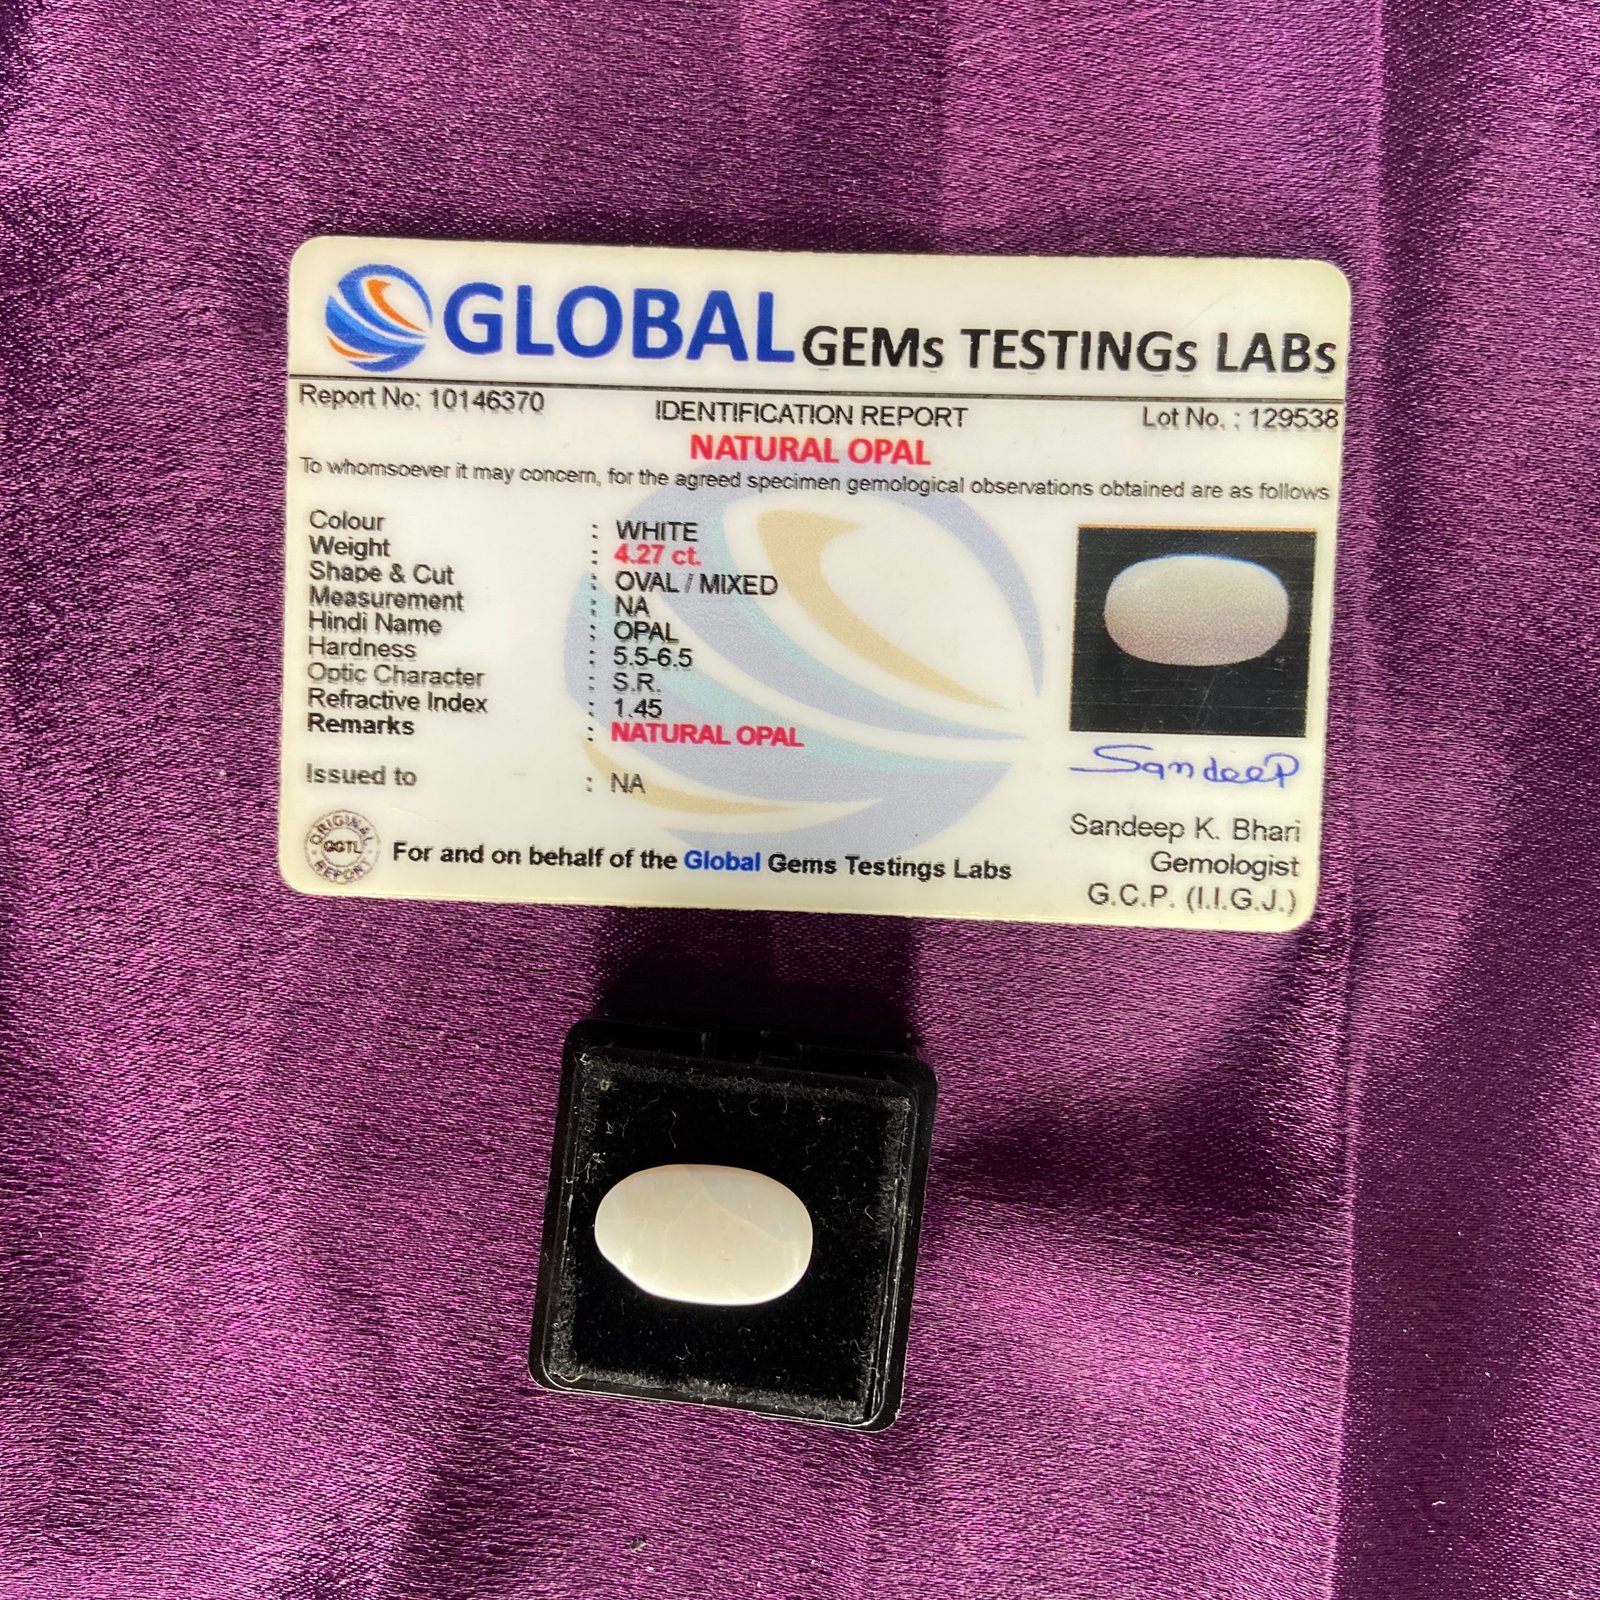 GLOBAL GEMs TESTINGs LABs
Report No: 10146370
IDENTIFICATION REPORT
Lot No. : 129538
NATURAL OPAL
To whomsoever it may concern, for the agreed specimen gemological observations obtained are as follows
Colour : WHITE
Weight : 4.27 ct.
Shape & Cut : OVAL / MIXED
Measurement : NA
Hindi Name : OPAL
Hardness : 5.5-6.5
Optic Character : S.R.
Refractive Index : 1.45
Remarks : NATURAL OPAL
Issued to : NA
SandeeP
Sandeep K. Bhari
Gemologist
G.C.P. (I.I.G.J.)
ORIGINAL
GGTL
REPORT
For and on behalf of the Global Gems Testings Labs